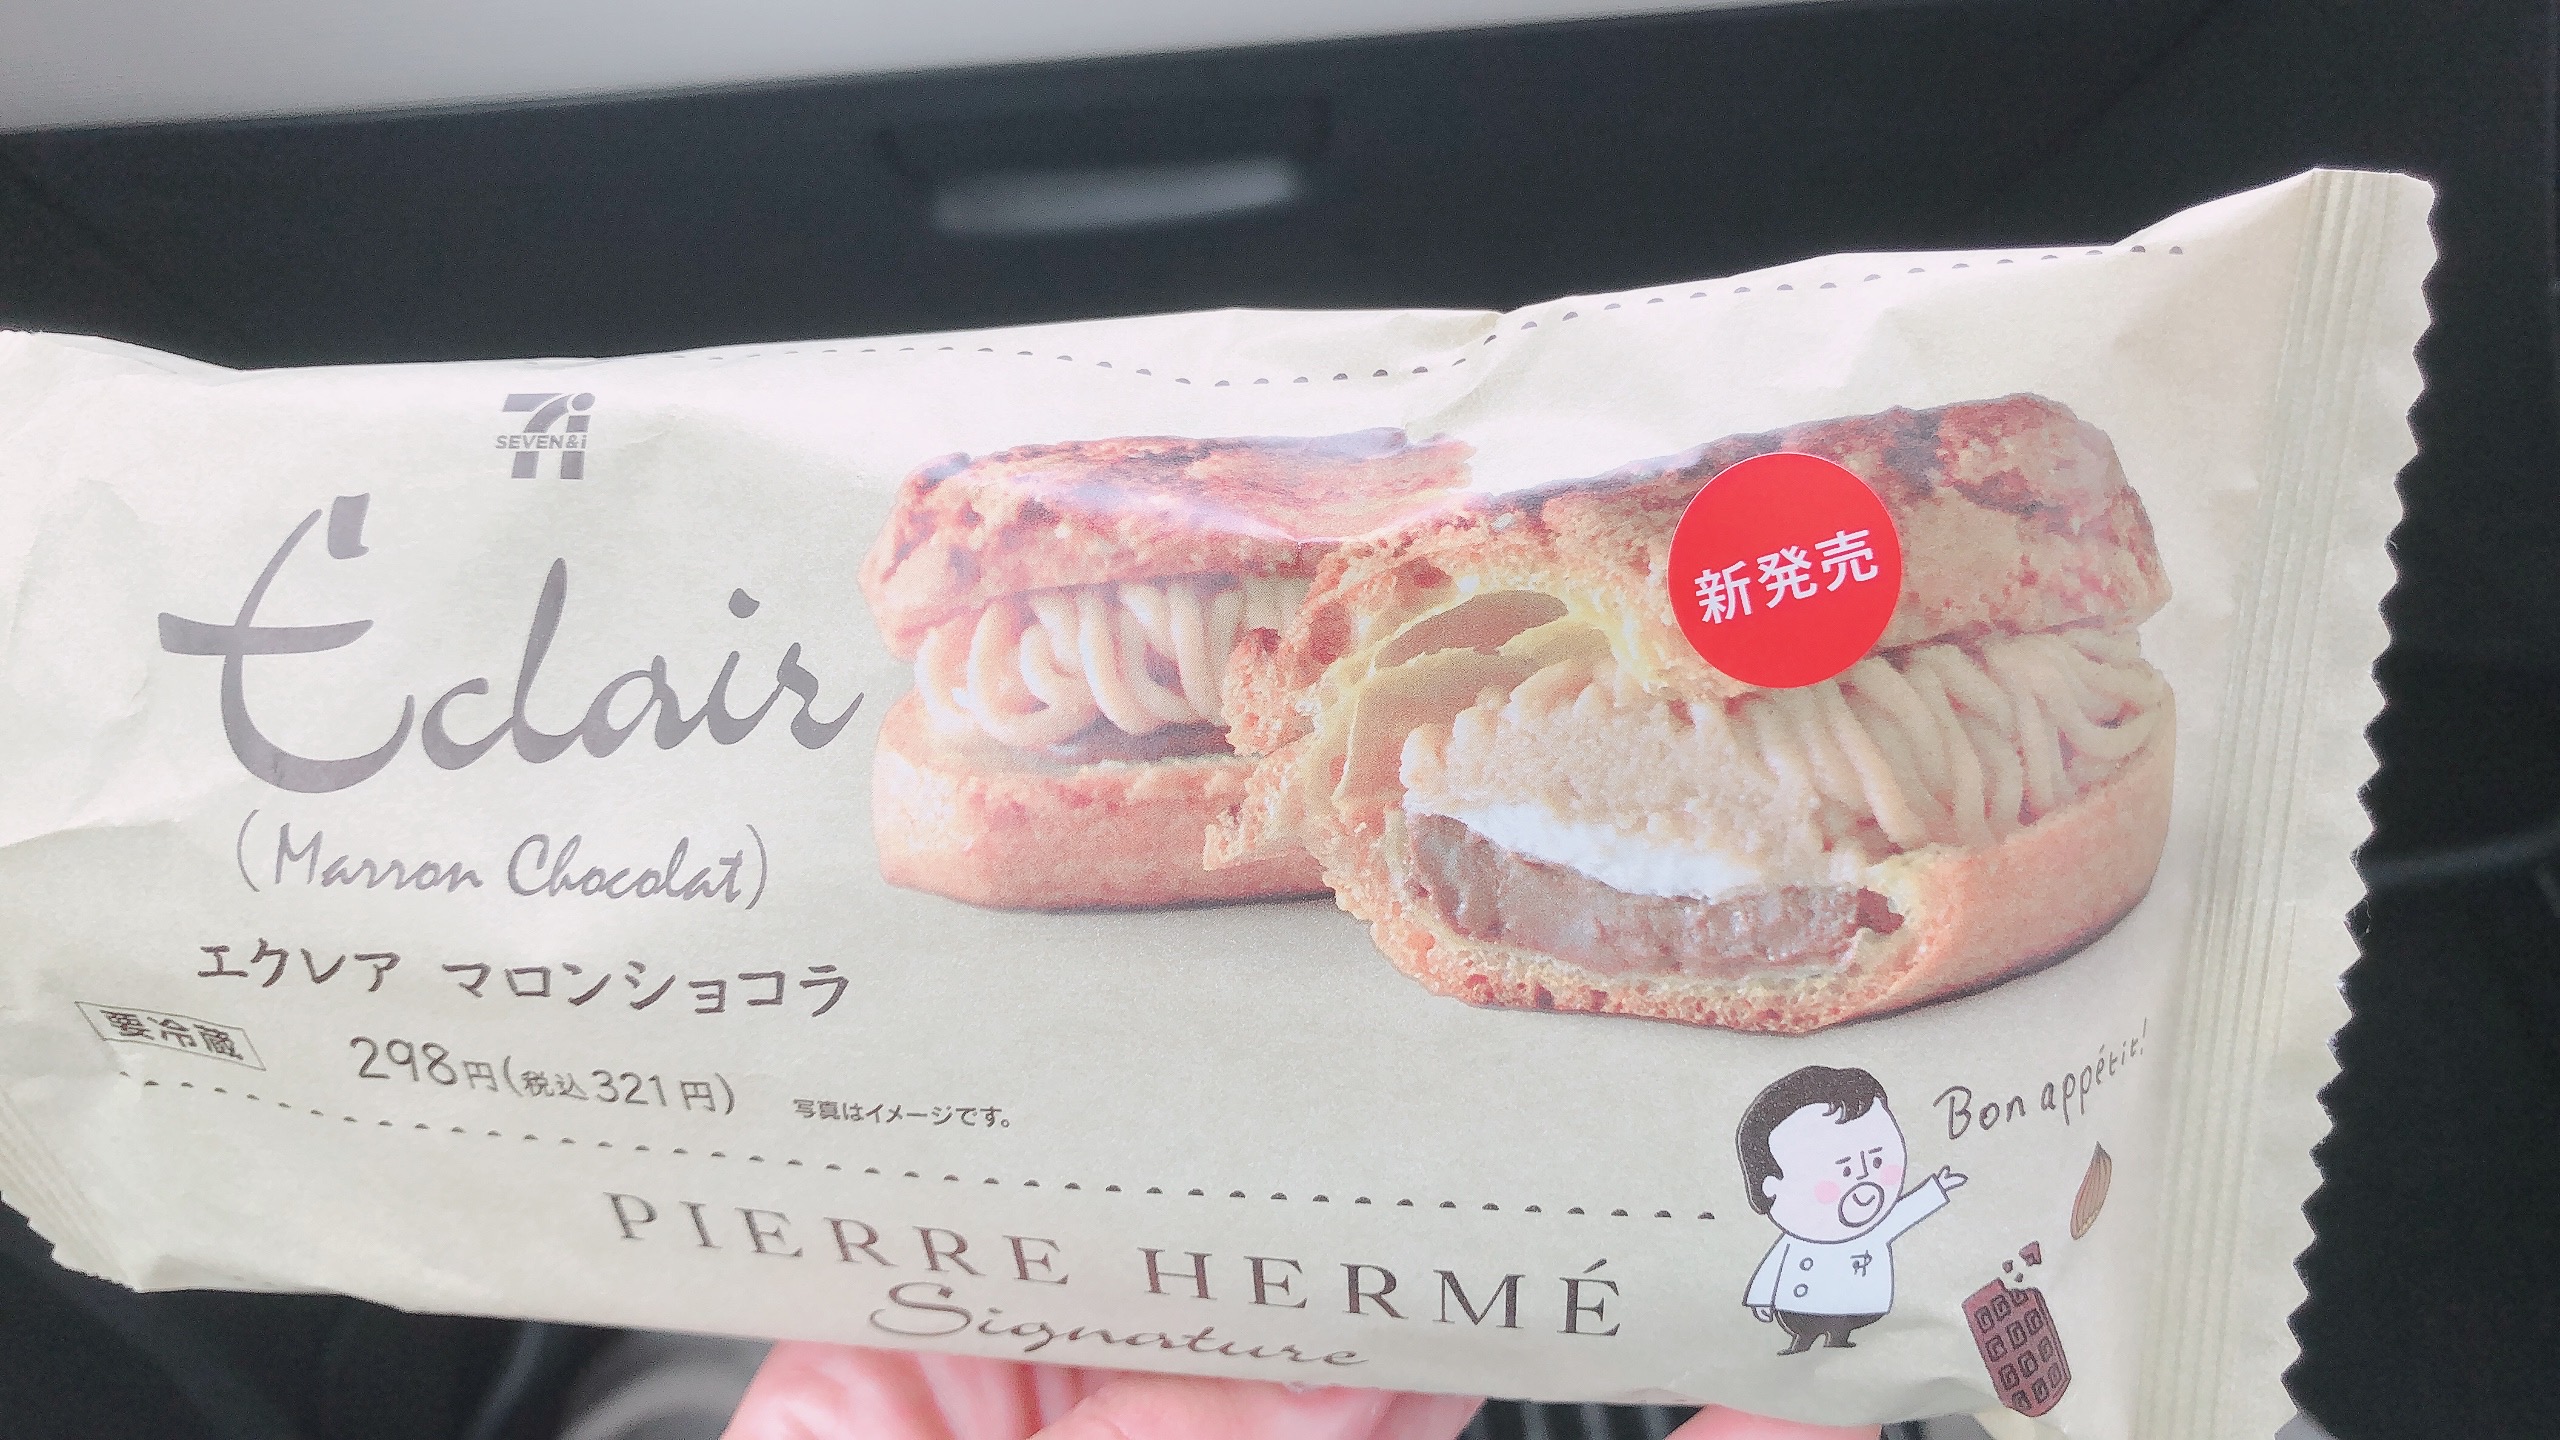 7i
SEVEN&i
Eclair
(Marron Chocolat)
エクレア マロンショコラ
新発売
要冷蔵
298円(税込321円)
写真はイメージです。
Bon appétit!
PIERRE HERMÉ
Signature